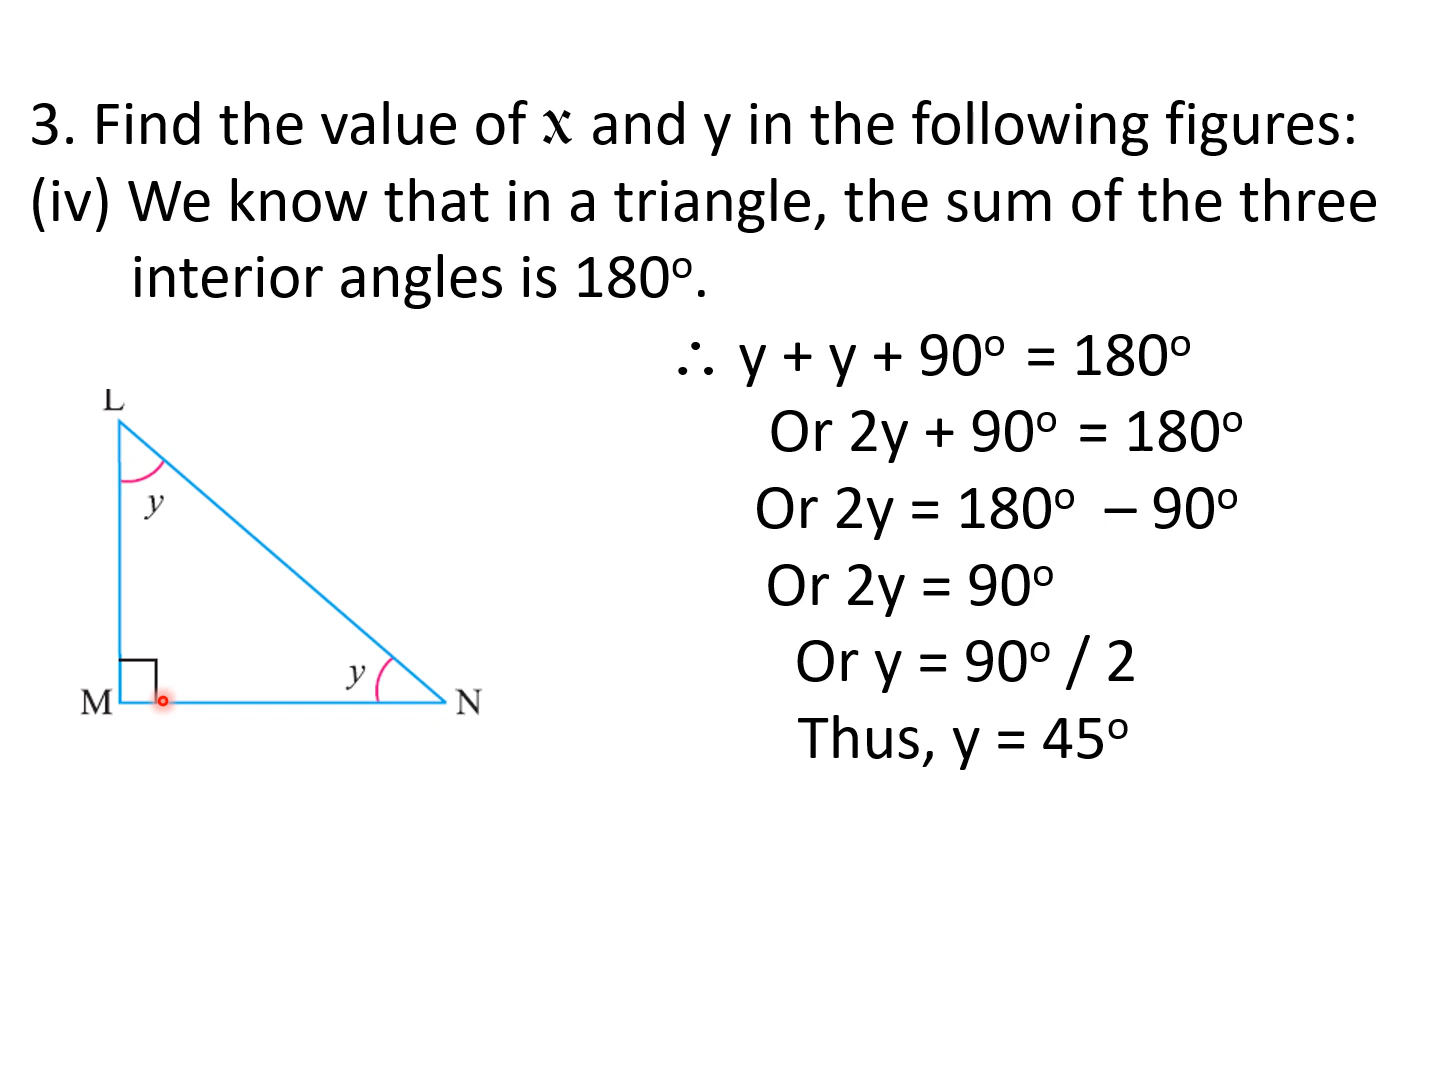 3. Find the value of x and y in the following figures:
(iv) We know that in a triangle, the sum of the three
interior angles is 180º.
∴ y + y + 90º = 180º
Or 2y + 90º = 180º
Or 2y = 180º – 90º
Or 2y = 90º
Or y = 90º / 2
Thus, y = 45º
L
y
y
M
N